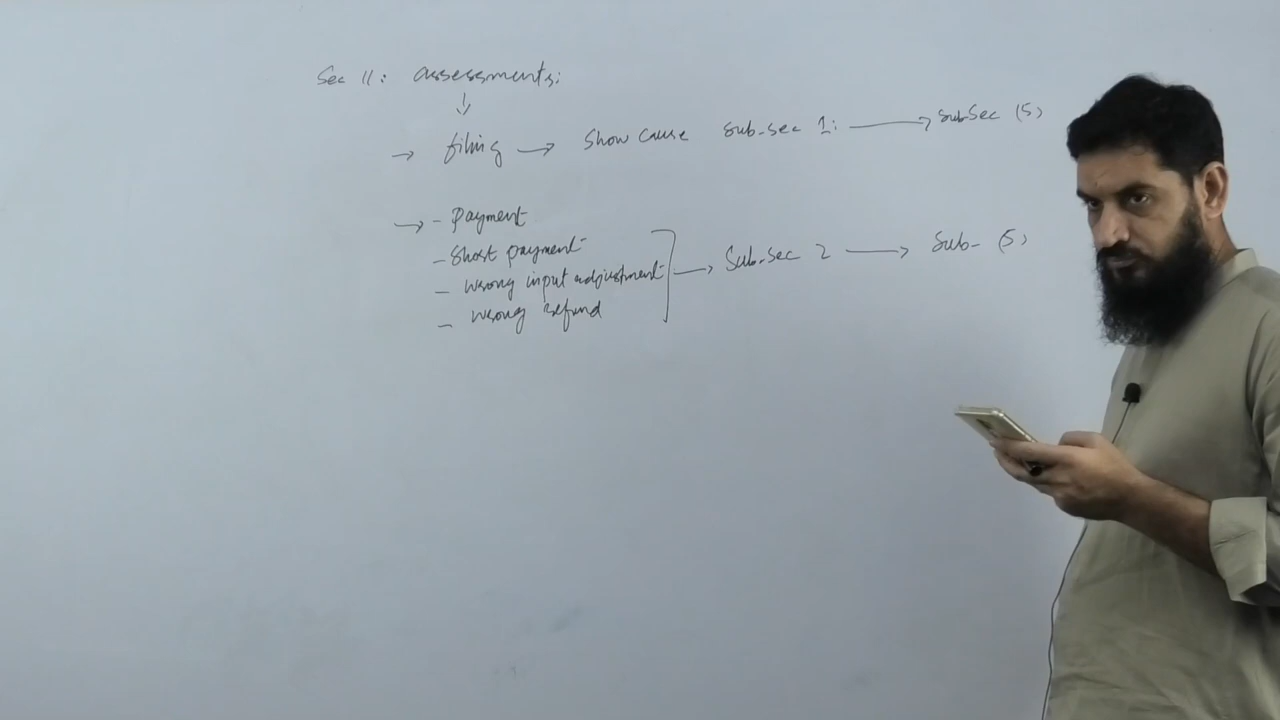 Sec 11: assessments:
↓
→ filing → Show cause sub-sec 1: → subSec (5)
→ - Payment
- Short payment
- wrong input adjustment → Sub-sec 2 → Sub- (5)
- wrong refund